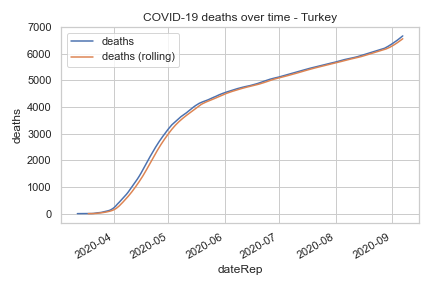 COVID-19 deaths over time - Turkey
deaths
deaths (rolling)
7000
6000
5000
4000
3000
2000
1000
0
deaths
2020-04
2020-05
2020-06
2020-07
2020-08
2020-09
dateRep